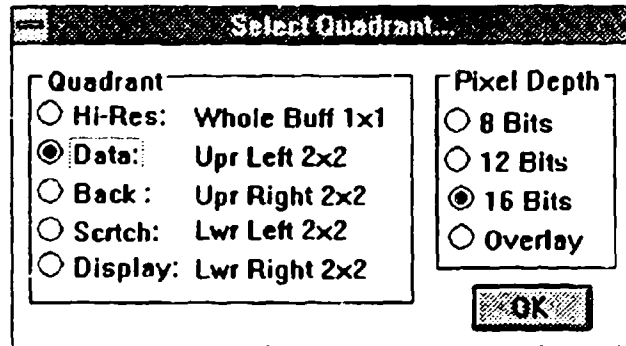 Select Quadrant...
Quadrant
Hi-Res: Whole Buff 1x1
Data: Upr Left 2x2
Back : Upr Right 2x2
Scrtch: Lwr Left 2x2
Display: Lwr Right 2x2
Pixel Depth
8 Bits
12 Bits
16 Bits
Overlay
OK